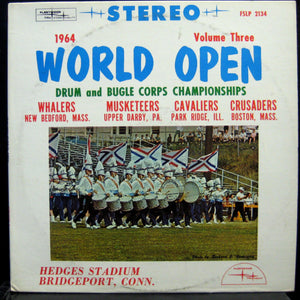 STEREO
FSLP 2134
1964
Volume Three
WORLD OPEN
DRUM and BUGLE CORPS CHAMPIONSHIPS
WHALERS MUSKETEERS CAVALIERS CRUSADERS
NEW BEDFORD, MASS. UPPER DARBY, PA. PARK RIDGE, ILL. BOSTON, MASS.
HEDGES STADIUM
BRIDGEPORT, CONN.